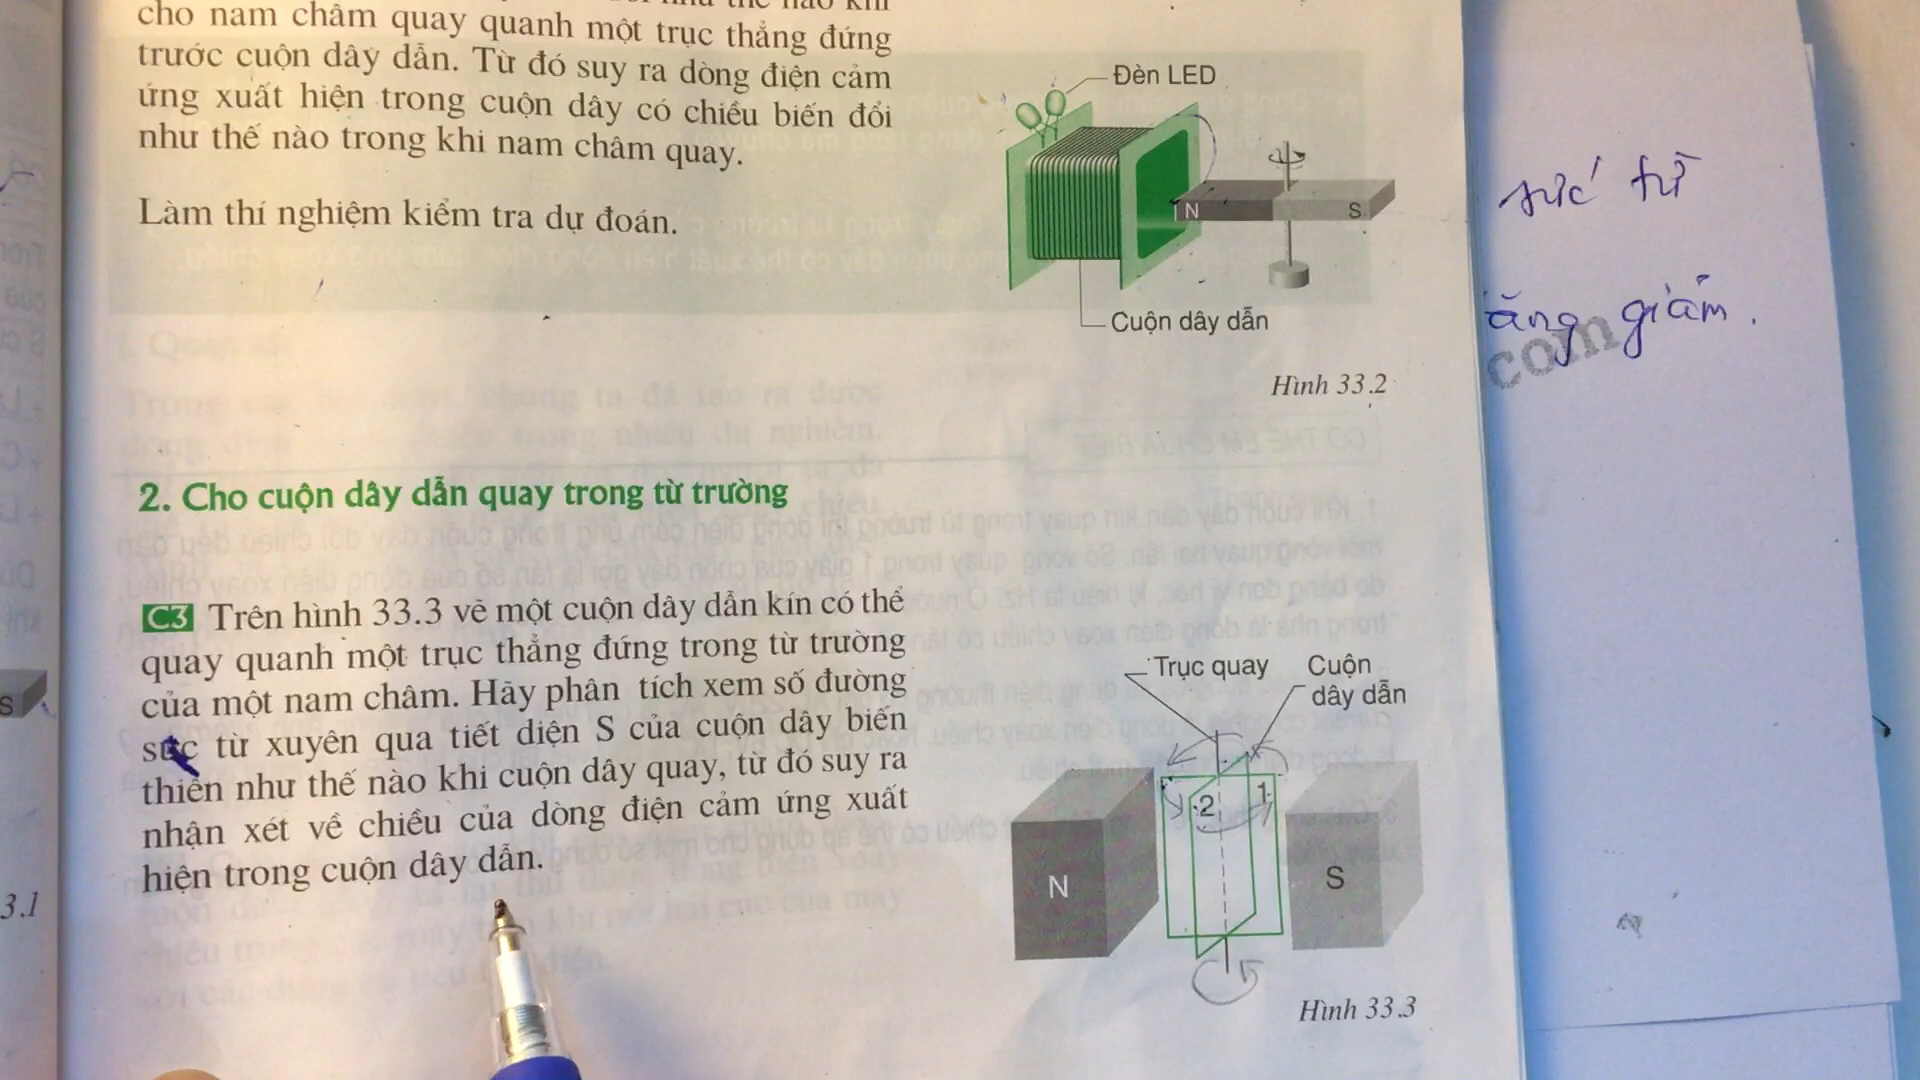 cho nam châm quay quanh một trục thẳng đứng
trước cuộn dây dẫn. Từ đó suy ra dòng điện cảm
ứng xuất hiện trong cuộn dây có chiều biến đổi
như thế nào trong khi nam châm quay.
Làm thí nghiệm kiểm tra dự đoán.
Đèn LED
N
S
Cuộn dây dẫn
Hình 33.2
sức từ
tăng giảm.
com
2. Cho cuộn dây dẫn quay trong từ trường
C3 Trên hình 33.3 vẽ một cuộn dây dẫn kín có thể
quay quanh một trục thẳng đứng trong từ trường
của một nam châm. Hãy phân tích xem số đường
sức từ xuyên qua tiết diện S của cuộn dây biến
thiên như thế nào khi cuộn dây quay, từ đó suy ra
nhận xét về chiều của dòng điện cảm ứng xuất
hiện trong cuộn dây dẫn.
Trục quay
Cuộn
dây dẫn
2
1
N
S
Hình 33.3
S
3.1